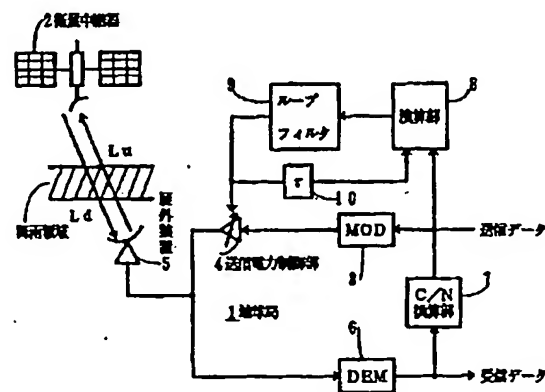 2衛星中継器
9
ループ
フィルタ
8
演算部
Lu
Ld
降雨領域
屋外装置
5
τ
10
4送信電力制御部
MOD
3
送信データ
C/N
演算部
7
1地球局
6
DEM
受信データ